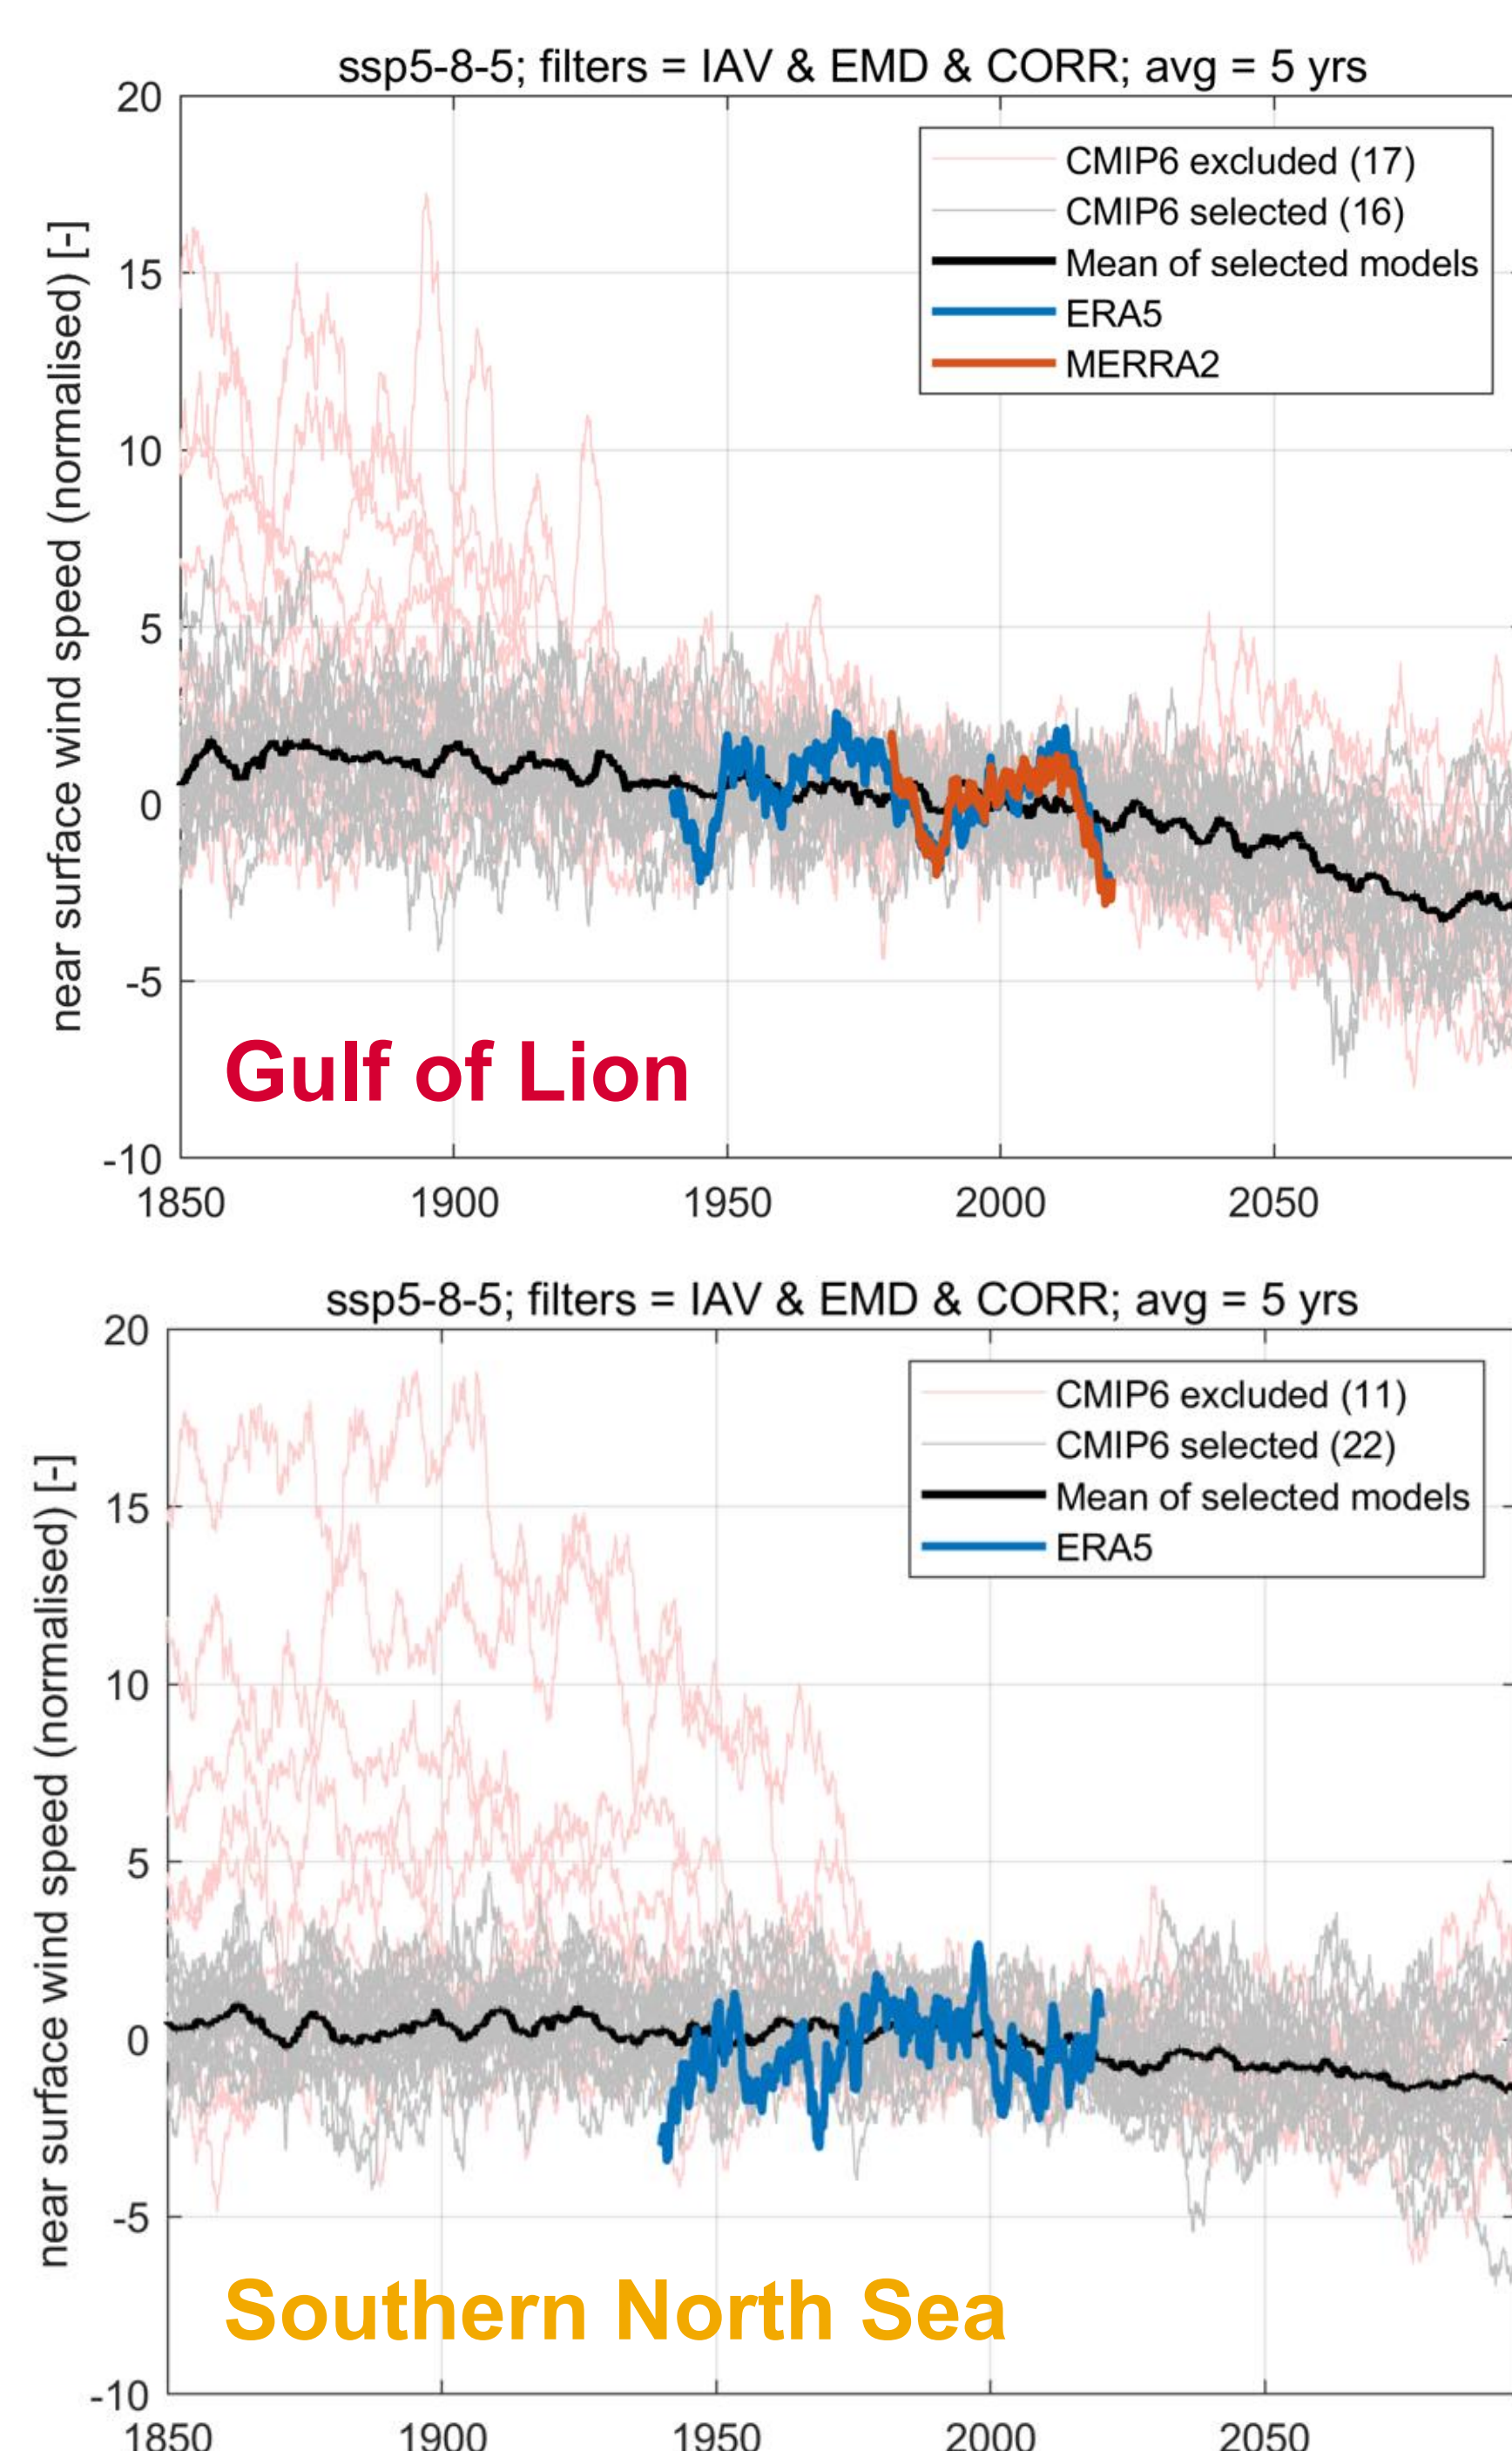 ssp5-8-5; filters = IAV & EMD & CORR; avg = 5 yrs
near surface wind speed (normalised) [-]
20
15
10
5
0
-5
-10
CMIP6 excluded (17)
CMIP6 selected (16)
Mean of selected models
ERA5
MERRA2
Gulf of Lion
1850 1900 1950 2000 2050
ssp5-8-5; filters = IAV & EMD & CORR; avg = 5 yrs
near surface wind speed (normalised) [-]
20
15
10
5
0
-5
-10
CMIP6 excluded (11)
CMIP6 selected (22)
Mean of selected models
ERA5
Southern North Sea
1850 1900 1950 2000 2050